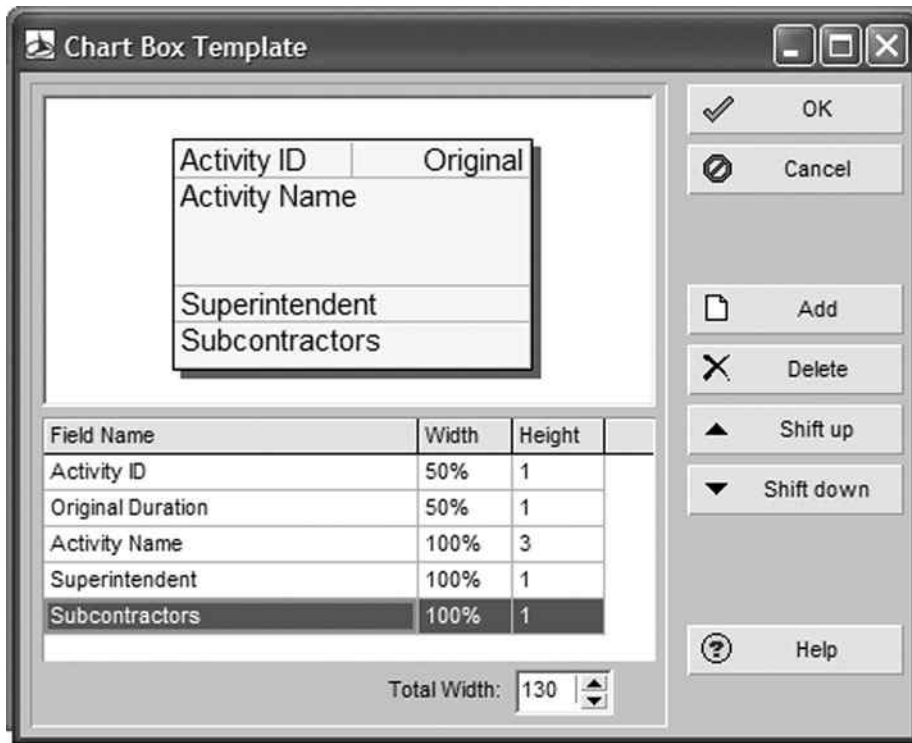 Chart Box Template
Activity ID Original
Activity Name
Superintendent
Subcontractors
OK
Cancel
Add
Delete
Shift up
Shift down
Help
Field Name Width Height
Activity ID 50% 1
Original Duration 50% 1
Activity Name 100% 3
Superintendent 100% 1
Subcontractors 100% 1
Total Width: 130